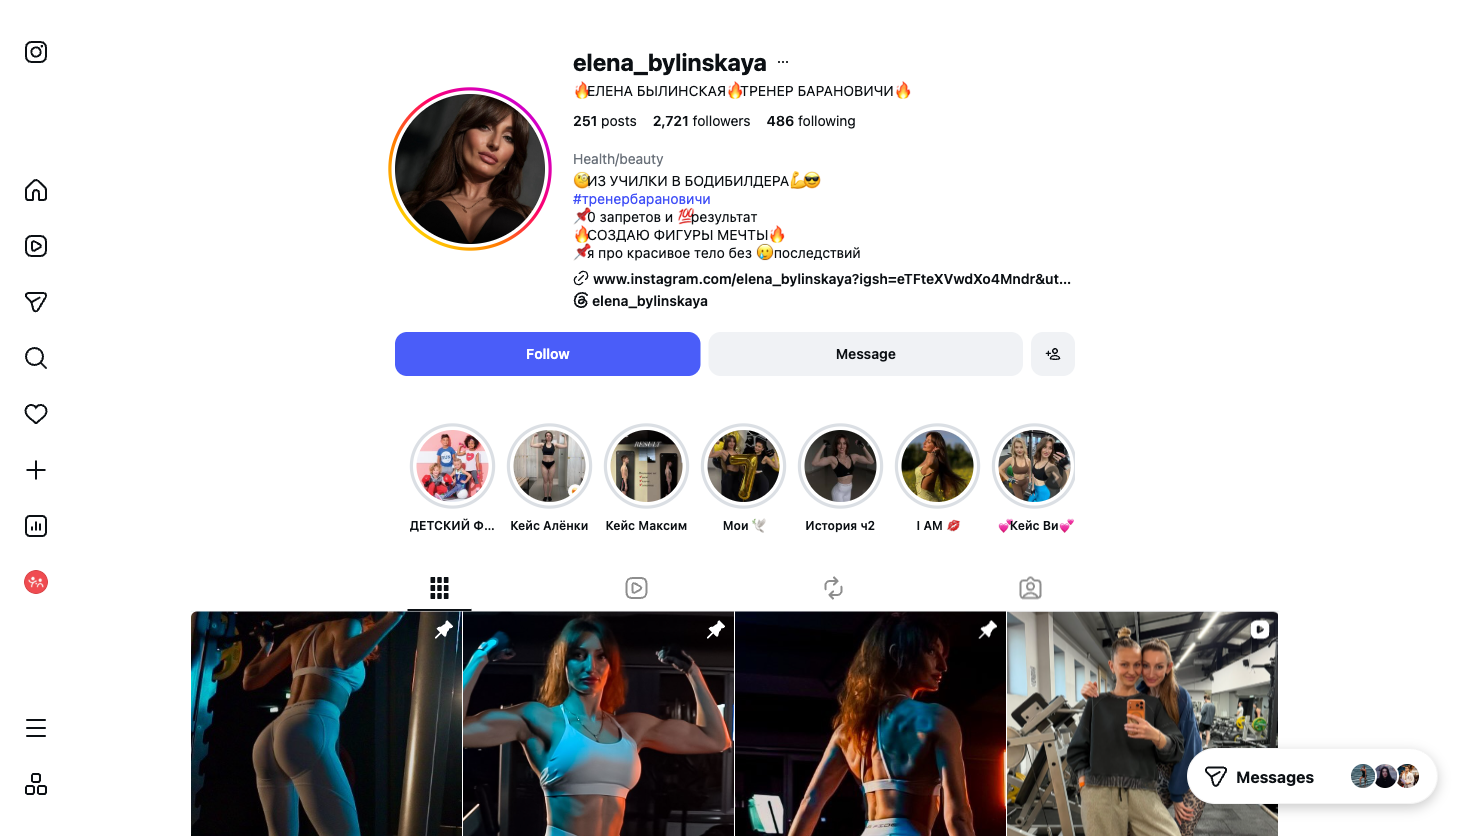 elena_bylinskaya ...
🔥ЕЛЕНА БЫЛИНСКАЯ🔥ТРЕНЕР БАРАНОВИЧИ🔥
251 posts 2,721 followers 486 following
Health/beauty
🧐ИЗ УЧИЛКИ В БОДИБИЛДЕРА💪😎
#тренербарановичи
📌0 запретов и 💯результат
🔥СОЗДАЮ ФИГУРЫ МЕЧТЫ🔥
📌я про красивое тело без 🥲последствий
www.instagram.com/elena_bylinskaya?igsh=eTFteXVwdXo4Mndr&ut...
elena_bylinskaya
Follow Message
RESULT
7
ДЕТСКИЙ Ф... Кейс Алёнки Кейс Максим Мои 🕊 История ч2 I AM 💋 💕Кейс Ви💕
Messages